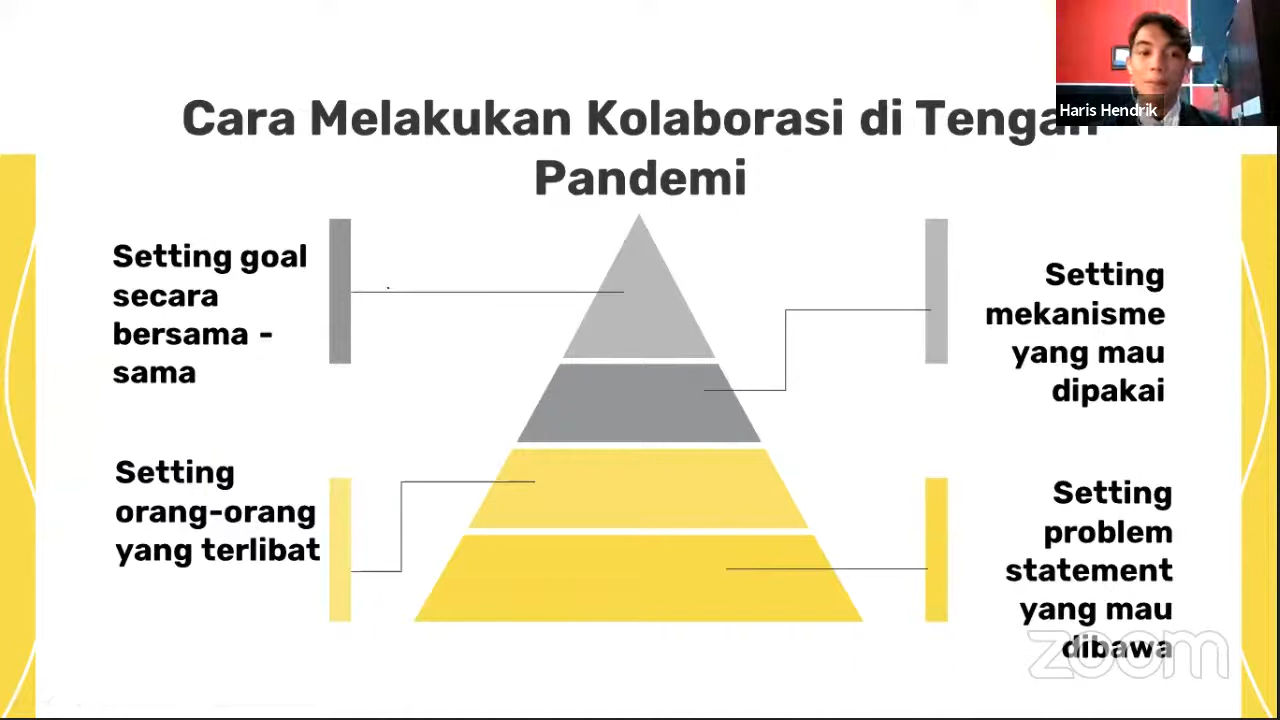 Cara Melakukan Kolaborasi di Tengah
Pandemi
Haris Hendrik
Setting goal
secara
bersama -
sama
Setting
mekanisme
yang mau
dipakai
Setting
orang-orang
yang terlibat
Setting
problem
statement
yang mau
dibawa
zoom